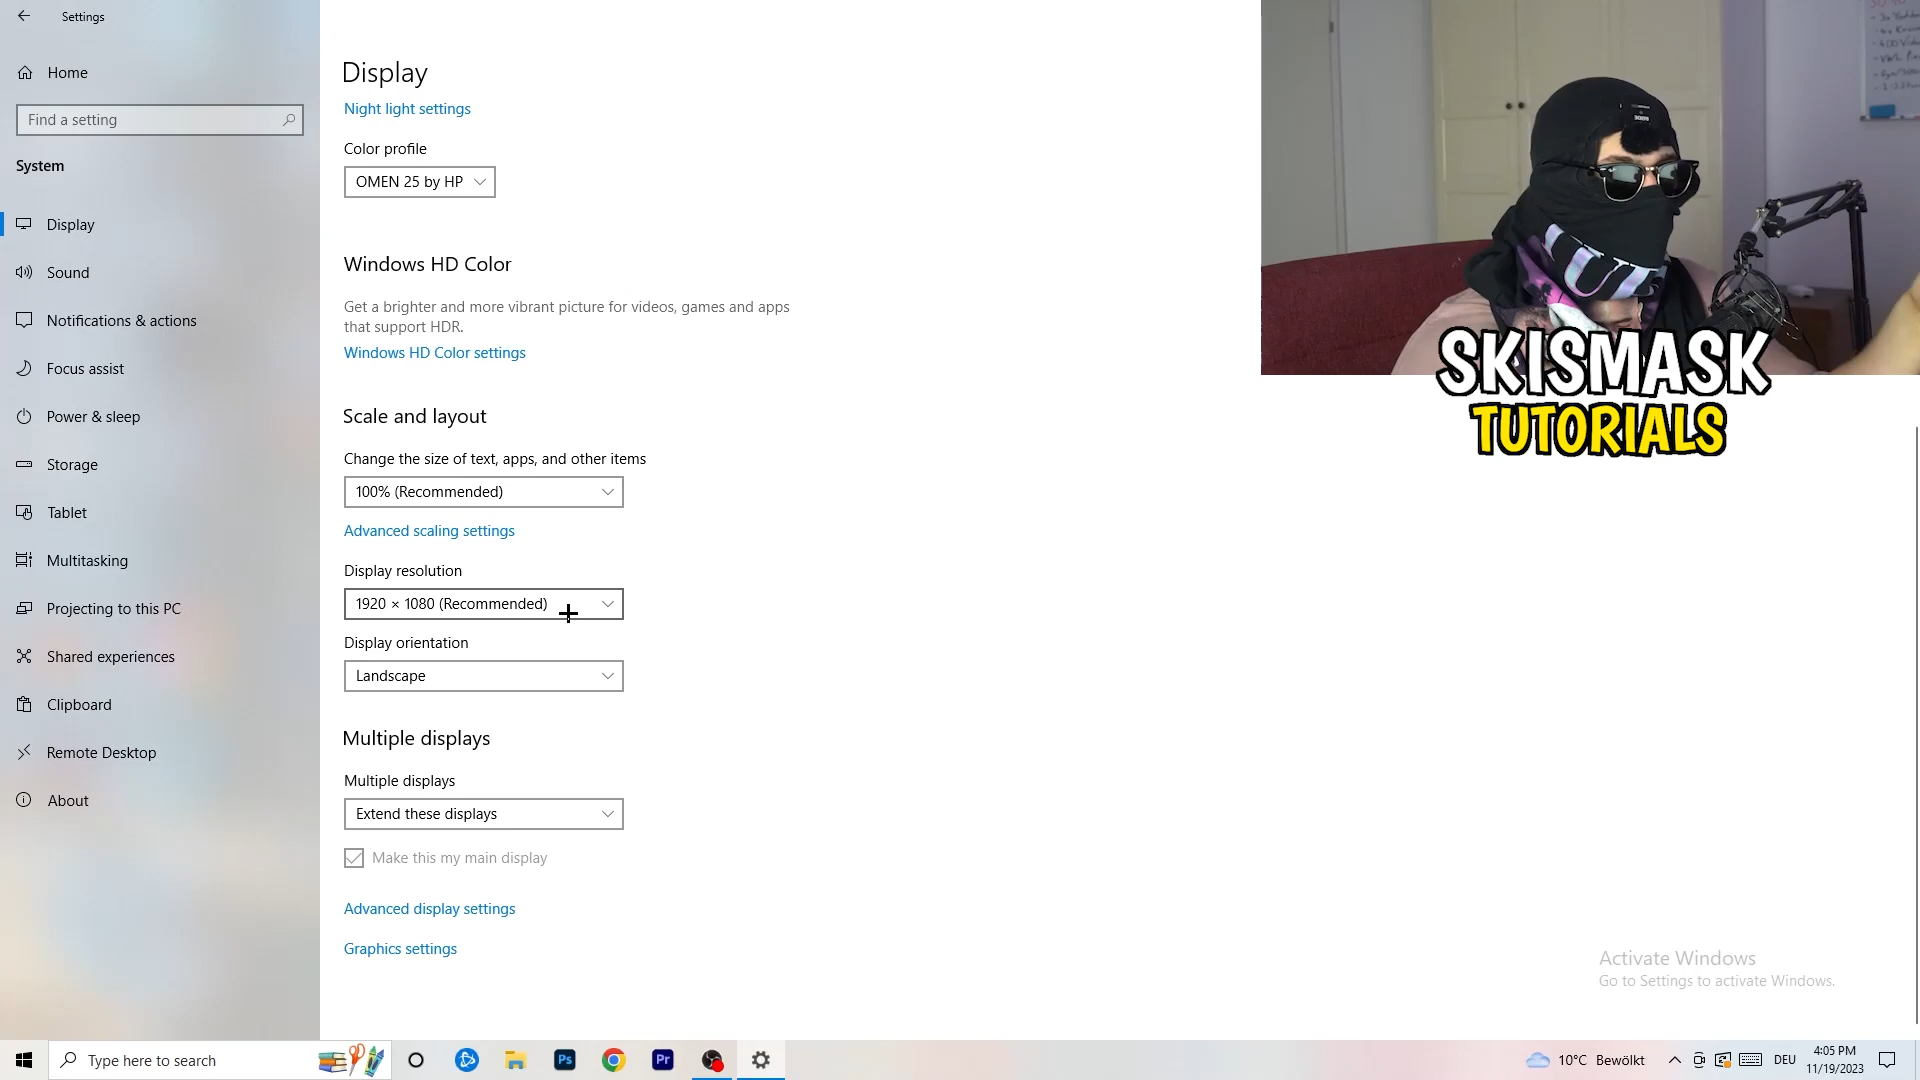 Settings
Home
Find a setting
System
Display
Sound
Notifications & actions
Focus assist
Power & sleep
Storage
Tablet
Multitasking
Projecting to this PC
Shared experiences
Clipboard
Remote Desktop
About
Display
Night light settings
Color profile
OMEN 25 by HP
Windows HD Color
Get a brighter and more vibrant picture for videos, games and apps
that support HDR.
Windows HD Color settings
Scale and layout
Change the size of text, apps, and other items
100% (Recommended)
Advanced scaling settings
Display resolution
1920 × 1080 (Recommended)
Display orientation
Landscape
Multiple displays
Multiple displays
Extend these displays
Make this my main display
Advanced display settings
Graphics settings
SKISMASK
TUTORIALS
Activate Windows
Go to Settings to activate Windows.
Type here to search
Ps
Pr
10°C Bewölkt
DEU
4:05 PM
11/19/2023